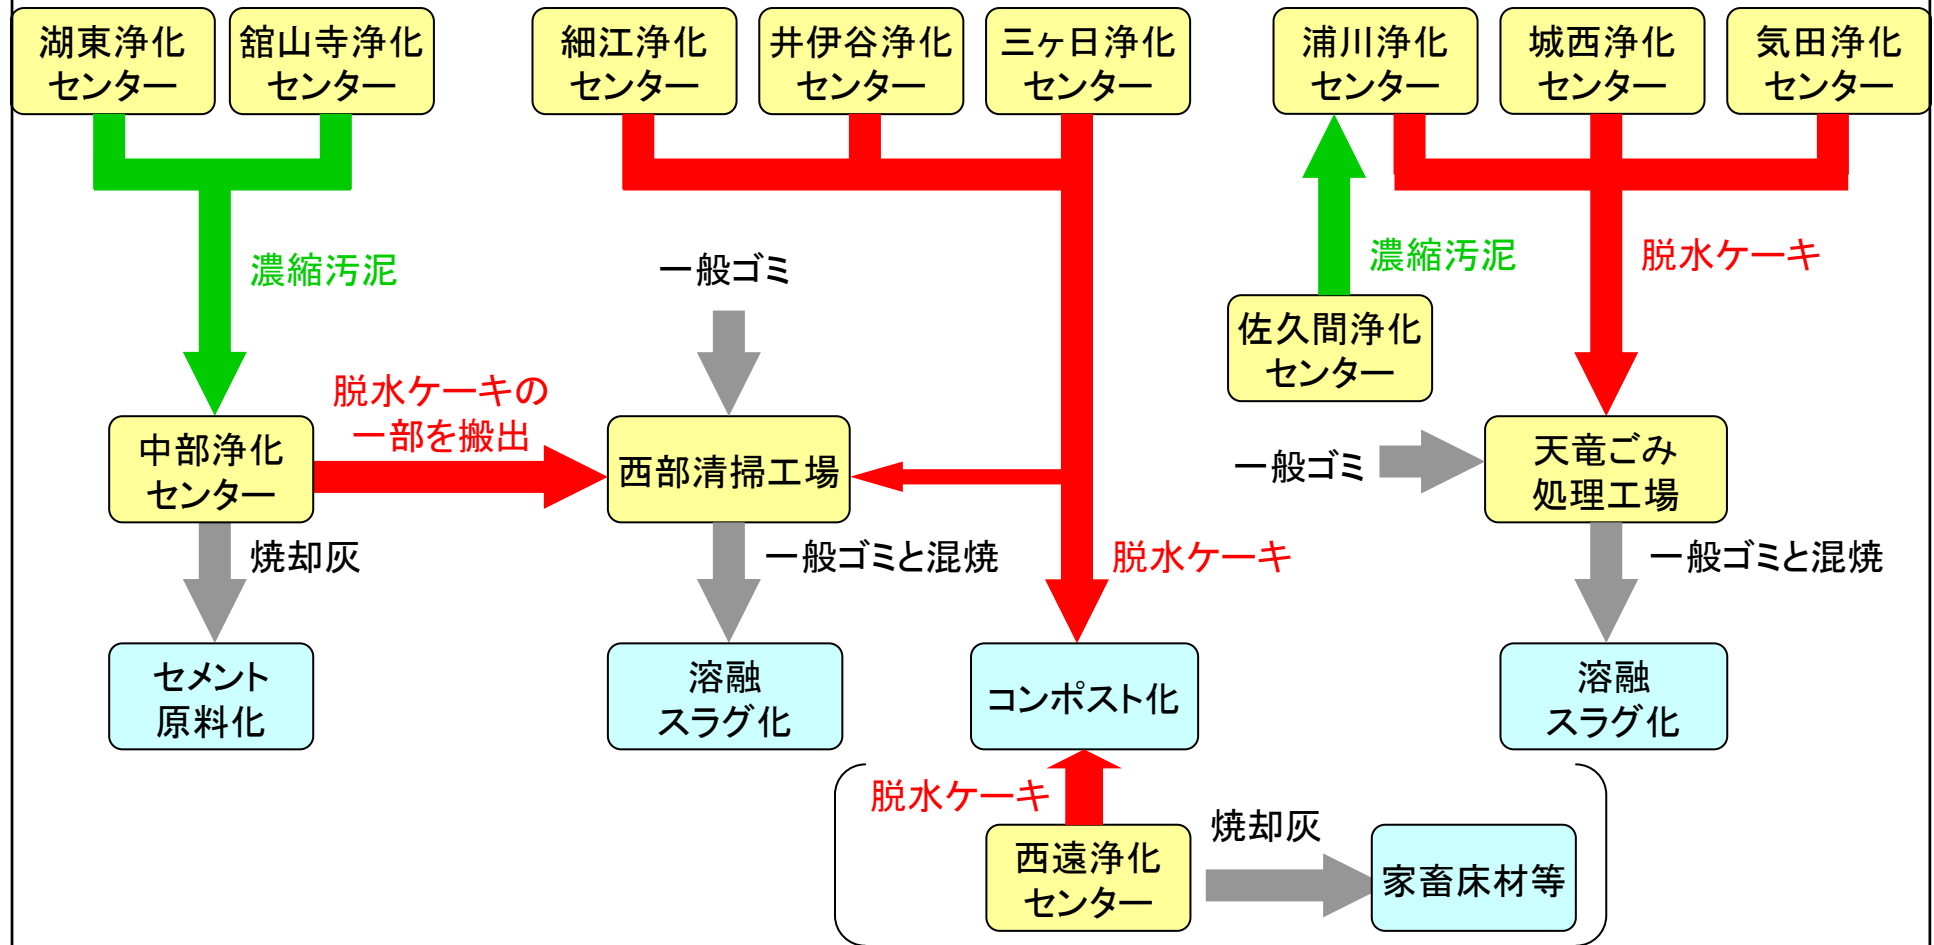 湖東浄化
センター
舘山寺浄化
センター
細江浄化
センター
井伊谷浄化
センター
三ヶ日浄化
センター
浦川浄化
センター
城西浄化
センター
気田浄化
センター
濃縮汚泥
一般ゴミ
濃縮汚泥
脱水ケーキ
佐久間浄化
センター
脱水ケーキの
一部を搬出
中部浄化
センター
西部清掃工場
一般ゴミ
天竜ごみ
処理工場
焼却灰
一般ゴミと混焼
脱水ケーキ
一般ゴミと混焼
セメント
原料化
溶融
スラグ化
コンポスト化
溶融
スラグ化
脱水ケーキ
西遠浄化
センター
焼却灰
家畜床材等